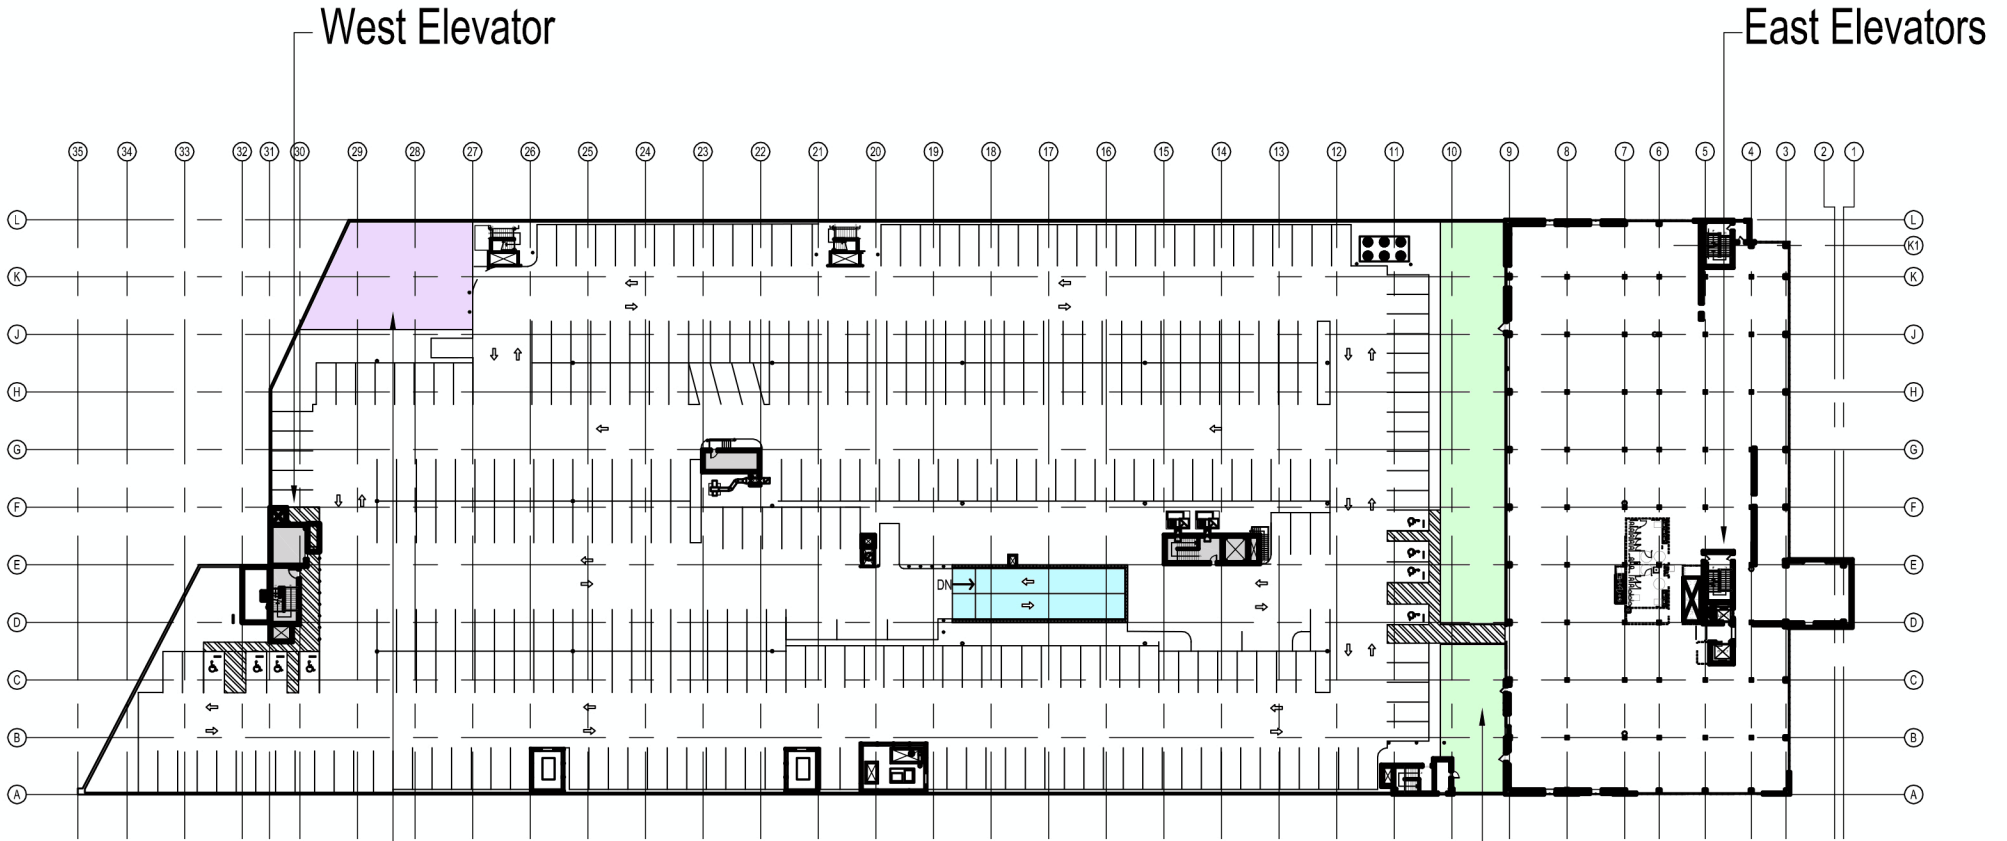 West Elevator
East Elevators
35 34 33 32 31 30 29 28 27 26 25 24 23 22 21 20 19 18 17 16 15 14 13 12 11 10 9 8 7 6 5 4 3 2 1
L L
K1
K K
J J
H H
G G
F F
E E
DN
D D
C C
B B
A A